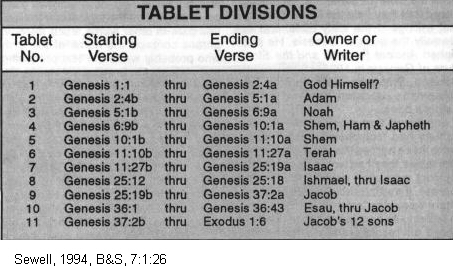 TABLET DIVISIONS
Tablet No. Starting Verse Ending Verse Owner or Writer
1 Genesis 1:1 thru Genesis 2:4a God Himself?
2 Genesis 2:4b thru Genesis 5:1a Adam
3 Genesis 5:1b thru Genesis 6:9a Noah
4 Genesis 6:9b thru Genesis 10:1a Shem, Ham & Japheth
5 Genesis 10:1b thru Genesis 11:10a Shem
6 Genesis 11:10b thru Genesis 11:27a Terah
7 Genesis 11:27b thru Genesis 25:19a Isaac
8 Genesis 25:12 thru Genesis 25:18 Ishmael, thru Isaac
9 Genesis 25:19b thru Genesis 37:2a Jacob
10 Genesis 36:1 thru Genesis 36:43 Esau, thru Jacob
11 Genesis 37:2b thru Exodus 1:6 Jacob's 12 sons
Sewell, 1994, B&S, 7:1:26